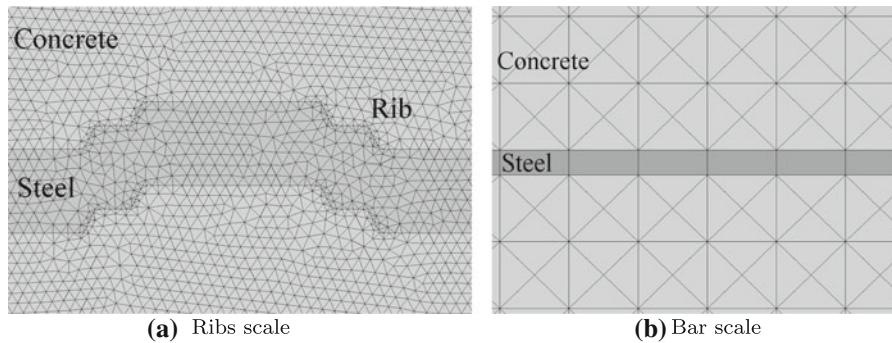 Concrete
Rib
Steel
(a) Ribs scale
Concrete
Steel
(b) Bar scale